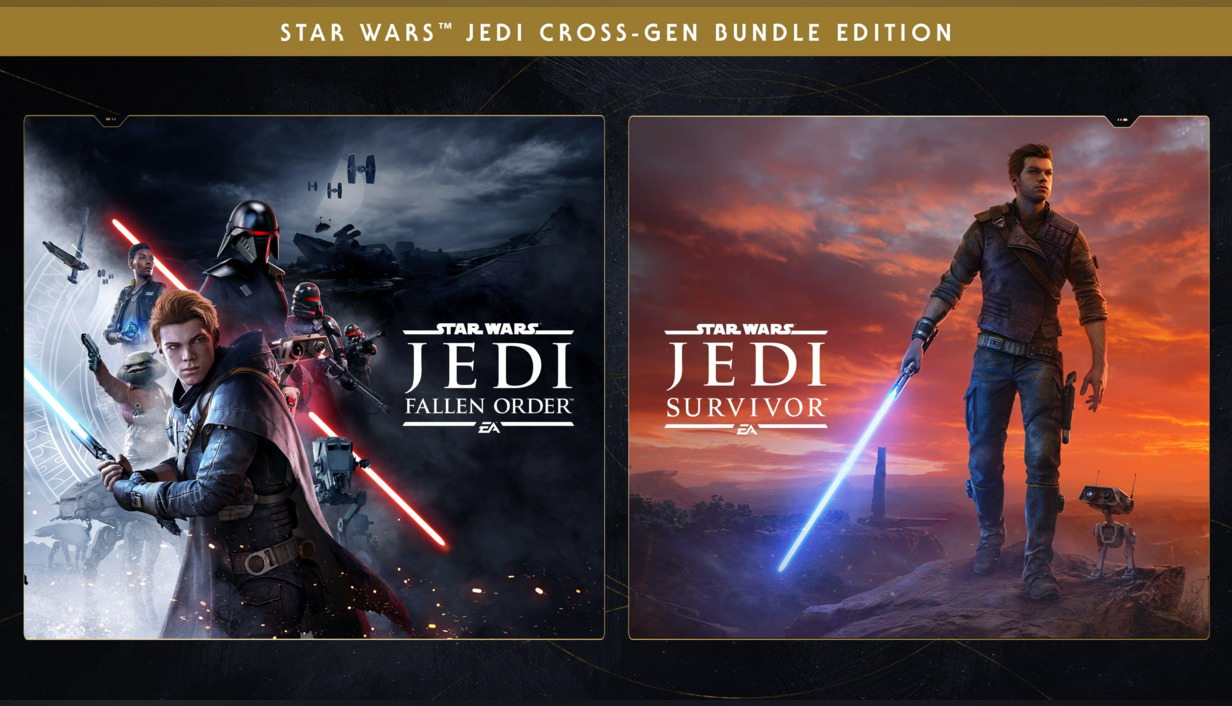 STAR WARS™ JEDI CROSS-GEN BUNDLE EDITION
STAR WARS
JEDI
FALLEN ORDER™
EA
STAR WARS
JEDI
SURVIVOR™
EA